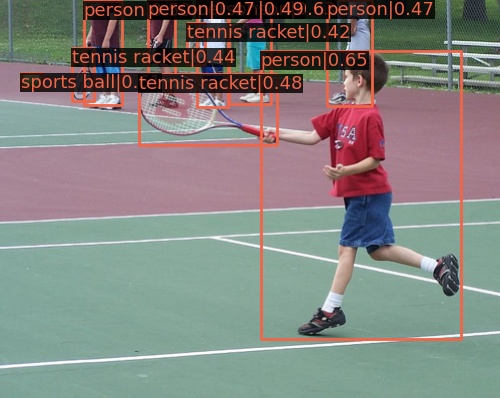 person
person|0.47
0.49
.6
person|0.47
tennis racket|0.42
tennis racket|0.44
person|0.65
sports ball|0.
tennis racket|0.48
USA